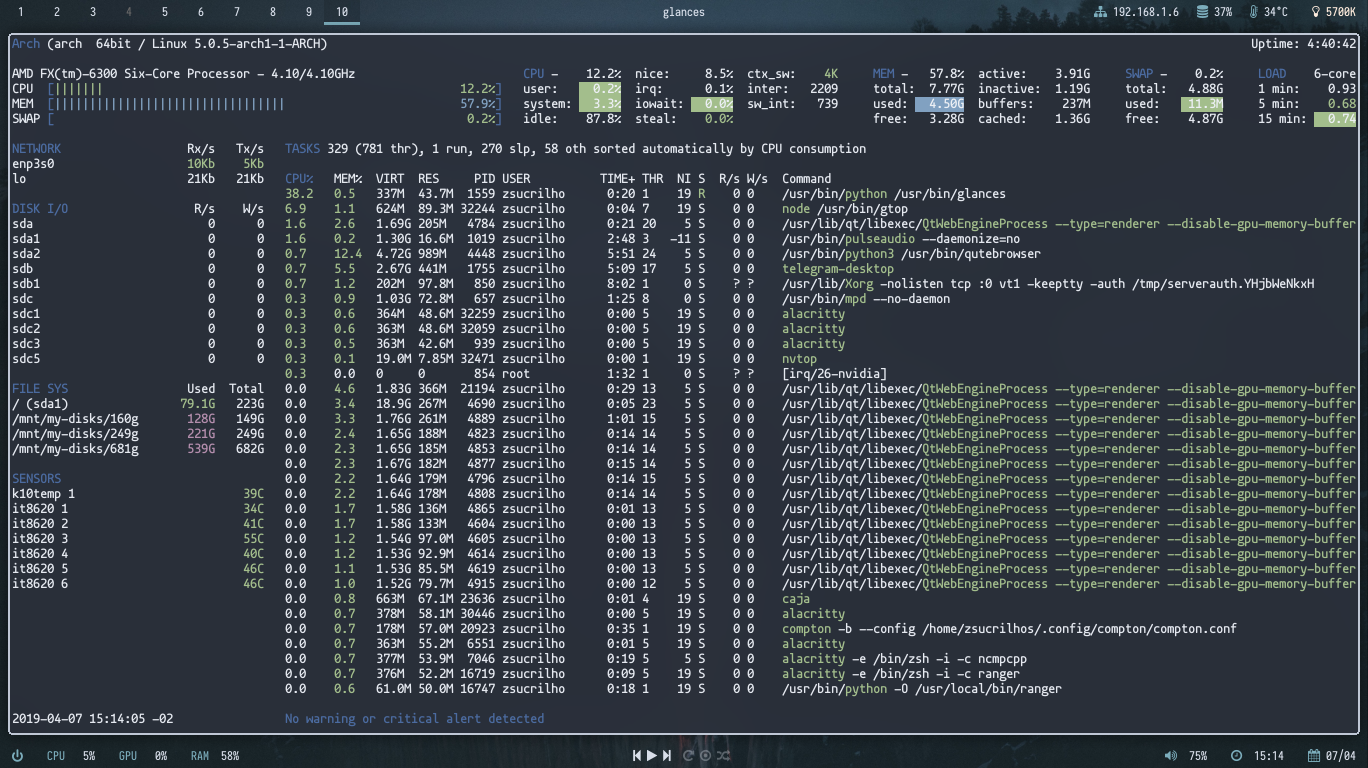 1 2 3 4 5 6 7 8 9 10 glances 192.168.1.6 37% 34°C 5700K
Arch (arch 64bit / Linux 5.0.5-arch1-1-ARCH) Uptime: 4:40:42
AMD FX(tm)-6300 Six-Core Processor - 4.10/4.10GHz CPU - 12.2% nice: 8.5% ctx_sw: 4K MEM - 57.8% active: 3.91G SWAP - 0.2% LOAD 6-core
CPU [||||||| 12.2%] user: 0.2% irq: 0.1% inter: 2209 total: 7.77G inactive: 1.19G total: 4.88G 1 min: 0.93
MEM [||||||||||||||||||||||||||||||||| 57.9%] system: 3.3% iowait: 0.0% sw_int: 739 used: 4.50G buffers: 237M used: 11.3M 5 min: 0.68
SWAP [ 0.2%] idle: 87.8% steal: 0.0% free: 3.28G cached: 1.36G free: 4.87G 15 min: 0.74
NETWORK Rx/s Tx/s TASKS 329 (781 thr), 1 run, 270 slp, 58 oth sorted automatically by CPU consumption
enp3s0 10Kb 5Kb
lo 21Kb 21Kb CPU% MEM% VIRT RES PID USER TIME+ THR NI S R/s W/s Command
38.2 0.5 337M 43.7M 1559 zsucrilho 0:20 1 19 R 0 0 /usr/bin/python /usr/bin/glances
DISK I/O R/s W/s 6.9 1.1 624M 89.3M 32244 zsucrilho 0:04 7 19 S 0 0 node /usr/bin/gtop
sda 0 0 1.6 2.6 1.69G 205M 4784 zsucrilho 0:21 20 5 S 0 0 /usr/lib/qt/libexec/QtWebEngineProcess --type=renderer --disable-gpu-memory-buffer
sda1 0 0 1.6 0.2 1.30G 16.6M 1019 zsucrilho 2:48 3 -11 S 0 0 /usr/bin/pulseaudio --daemonize=no
sda2 0 0 0.7 12.4 4.72G 989M 4448 zsucrilho 5:51 24 5 S 0 0 /usr/bin/python3 /usr/bin/qutebrowser
sdb 0 0 0.7 5.5 2.67G 441M 1755 zsucrilho 5:09 17 5 S 0 0 telegram-desktop
sdb1 0 0 0.7 1.2 202M 97.8M 850 zsucrilho 8:02 1 0 S ? ? /usr/lib/Xorg -nolisten tcp :0 vt1 -keeptty -auth /tmp/serverauth.YHjbWeNkxH
sdc 0 0 0.3 0.9 1.03G 72.8M 657 zsucrilho 1:25 8 0 S 0 0 /usr/bin/mpd --no-daemon
sdc1 0 0 0.3 0.6 364M 48.6M 32259 zsucrilho 0:00 5 19 S 0 0 alacritty
sdc2 0 0 0.3 0.6 363M 48.6M 32059 zsucrilho 0:00 5 19 S 0 0 alacritty
sdc3 0 0 0.3 0.5 363M 42.6M 939 zsucrilho 0:00 5 19 S 0 0 alacritty
sdc5 0 0 0.3 0.1 19.0M 7.85M 32471 zsucrilho 0:00 1 19 S 0 0 nvtop
0.3 0.0 0 0 854 root 1:32 1 0 S ? ? [irq/26-nvidia]
FILE SYS Used Total 0.0 4.6 1.83G 366M 21194 zsucrilho 0:29 13 5 S 0 0 /usr/lib/qt/libexec/QtWebEngineProcess --type=renderer --disable-gpu-memory-buffer
/ (sda1) 79.1G 223G 0.0 3.4 18.9G 267M 4690 zsucrilho 0:05 23 5 S 0 0 /usr/lib/qt/libexec/QtWebEngineProcess --type=renderer --disable-gpu-memory-buffer
/mnt/my-disks/160g 128G 149G 0.0 3.3 1.76G 261M 4889 zsucrilho 1:01 15 5 S 0 0 /usr/lib/qt/libexec/QtWebEngineProcess --type=renderer --disable-gpu-memory-buffer
/mnt/my-disks/249g 221G 249G 0.0 2.4 1.65G 188M 4823 zsucrilho 0:14 14 5 S 0 0 /usr/lib/qt/libexec/QtWebEngineProcess --type=renderer --disable-gpu-memory-buffer
/mnt/my-disks/681g 539G 682G 0.0 2.3 1.65G 185M 4853 zsucrilho 0:14 14 5 S 0 0 /usr/lib/qt/libexec/QtWebEngineProcess --type=renderer --disable-gpu-memory-buffer
0.0 2.3 1.67G 182M 4877 zsucrilho 0:15 14 5 S 0 0 /usr/lib/qt/libexec/QtWebEngineProcess --type=renderer --disable-gpu-memory-buffer
SENSORS 0.0 2.2 1.64G 179M 4796 zsucrilho 0:14 15 5 S 0 0 /usr/lib/qt/libexec/QtWebEngineProcess --type=renderer --disable-gpu-memory-buffer
k10temp 1 39C 0.0 2.2 1.64G 178M 4808 zsucrilho 0:14 14 5 S 0 0 /usr/lib/qt/libexec/QtWebEngineProcess --type=renderer --disable-gpu-memory-buffer
it8620 1 34C 0.0 1.7 1.58G 136M 4865 zsucrilho 0:01 13 5 S 0 0 /usr/lib/qt/libexec/QtWebEngineProcess --type=renderer --disable-gpu-memory-buffer
it8620 2 41C 0.0 1.7 1.58G 133M 4604 zsucrilho 0:00 13 5 S 0 0 /usr/lib/qt/libexec/QtWebEngineProcess --type=renderer --disable-gpu-memory-buffer
it8620 3 55C 0.0 1.2 1.54G 97.0M 4605 zsucrilho 0:00 13 5 S 0 0 /usr/lib/qt/libexec/QtWebEngineProcess --type=renderer --disable-gpu-memory-buffer
it8620 4 40C 0.0 1.2 1.53G 92.9M 4614 zsucrilho 0:00 13 5 S 0 0 /usr/lib/qt/libexec/QtWebEngineProcess --type=renderer --disable-gpu-memory-buffer
it8620 5 46C 0.0 1.1 1.53G 85.5M 4619 zsucrilho 0:00 13 5 S 0 0 /usr/lib/qt/libexec/QtWebEngineProcess --type=renderer --disable-gpu-memory-buffer
it8620 6 46C 0.0 1.0 1.52G 79.7M 4915 zsucrilho 0:00 12 5 S 0 0 /usr/lib/qt/libexec/QtWebEngineProcess --type=renderer --disable-gpu-memory-buffer
0.0 0.8 663M 67.1M 23636 zsucrilho 0:01 4 19 S 0 0 caja
0.0 0.7 378M 58.1M 30446 zsucrilho 0:00 5 19 S 0 0 alacritty
0.0 0.7 178M 57.0M 20923 zsucrilho 0:35 1 19 S 0 0 compton -b --config /home/zsucrilhos/.config/compton/compton.conf
0.0 0.7 363M 55.2M 6551 zsucrilho 0:01 5 19 S 0 0 alacritty
0.0 0.7 377M 53.9M 7046 zsucrilho 0:19 5 5 S 0 0 alacritty -e /bin/zsh -i -c ncmpcpp
0.0 0.7 376M 52.2M 16719 zsucrilho 0:09 5 19 S 0 0 alacritty -e /bin/zsh -i -c ranger
0.0 0.6 61.0M 50.0M 16747 zsucrilho 0:18 1 19 S 0 0 /usr/bin/python -O /usr/local/bin/ranger
2019-04-07 15:14:05 -02 No warning or critical alert detected
CPU 5% GPU 0% RAM 58% 75% 15:14 07/04